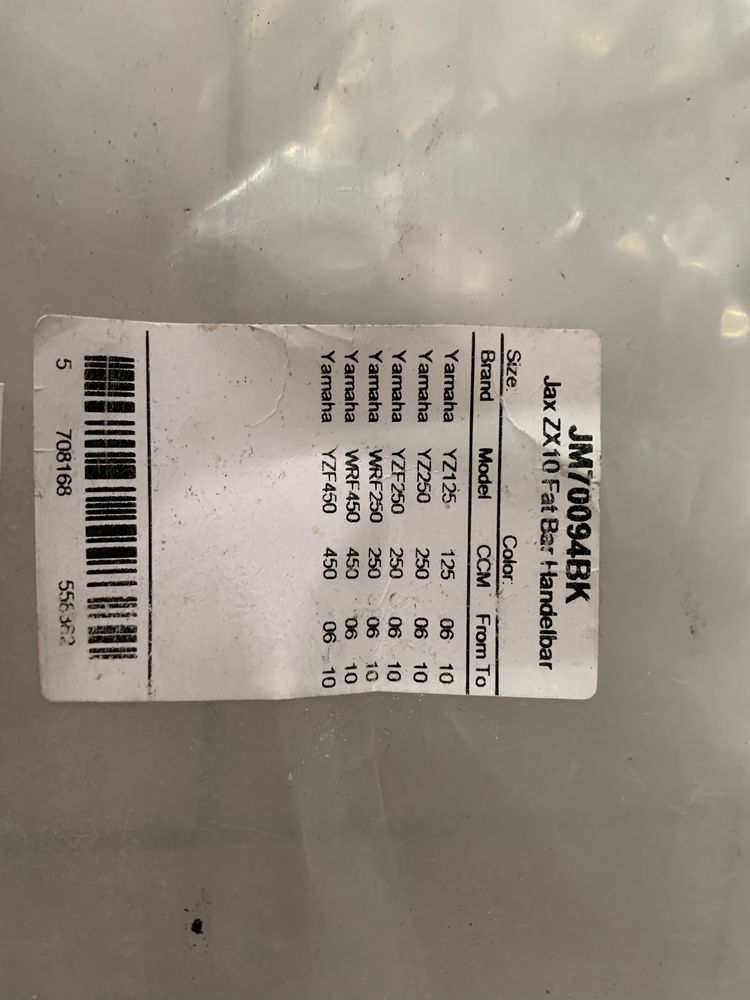 JM70094BK
Jax ZX10 Fat Bar Handelbar
Size: Color:
Brand Model CCM From To
Yamaha YZ125 125 06 10
Yamaha YZ250 250 06 10
Yamaha YZF250 250 06 10
Yamaha WRF250 250 06 10
Yamaha WRF450 450 06 10
Yamaha YZF450 450 06 10
5 708168